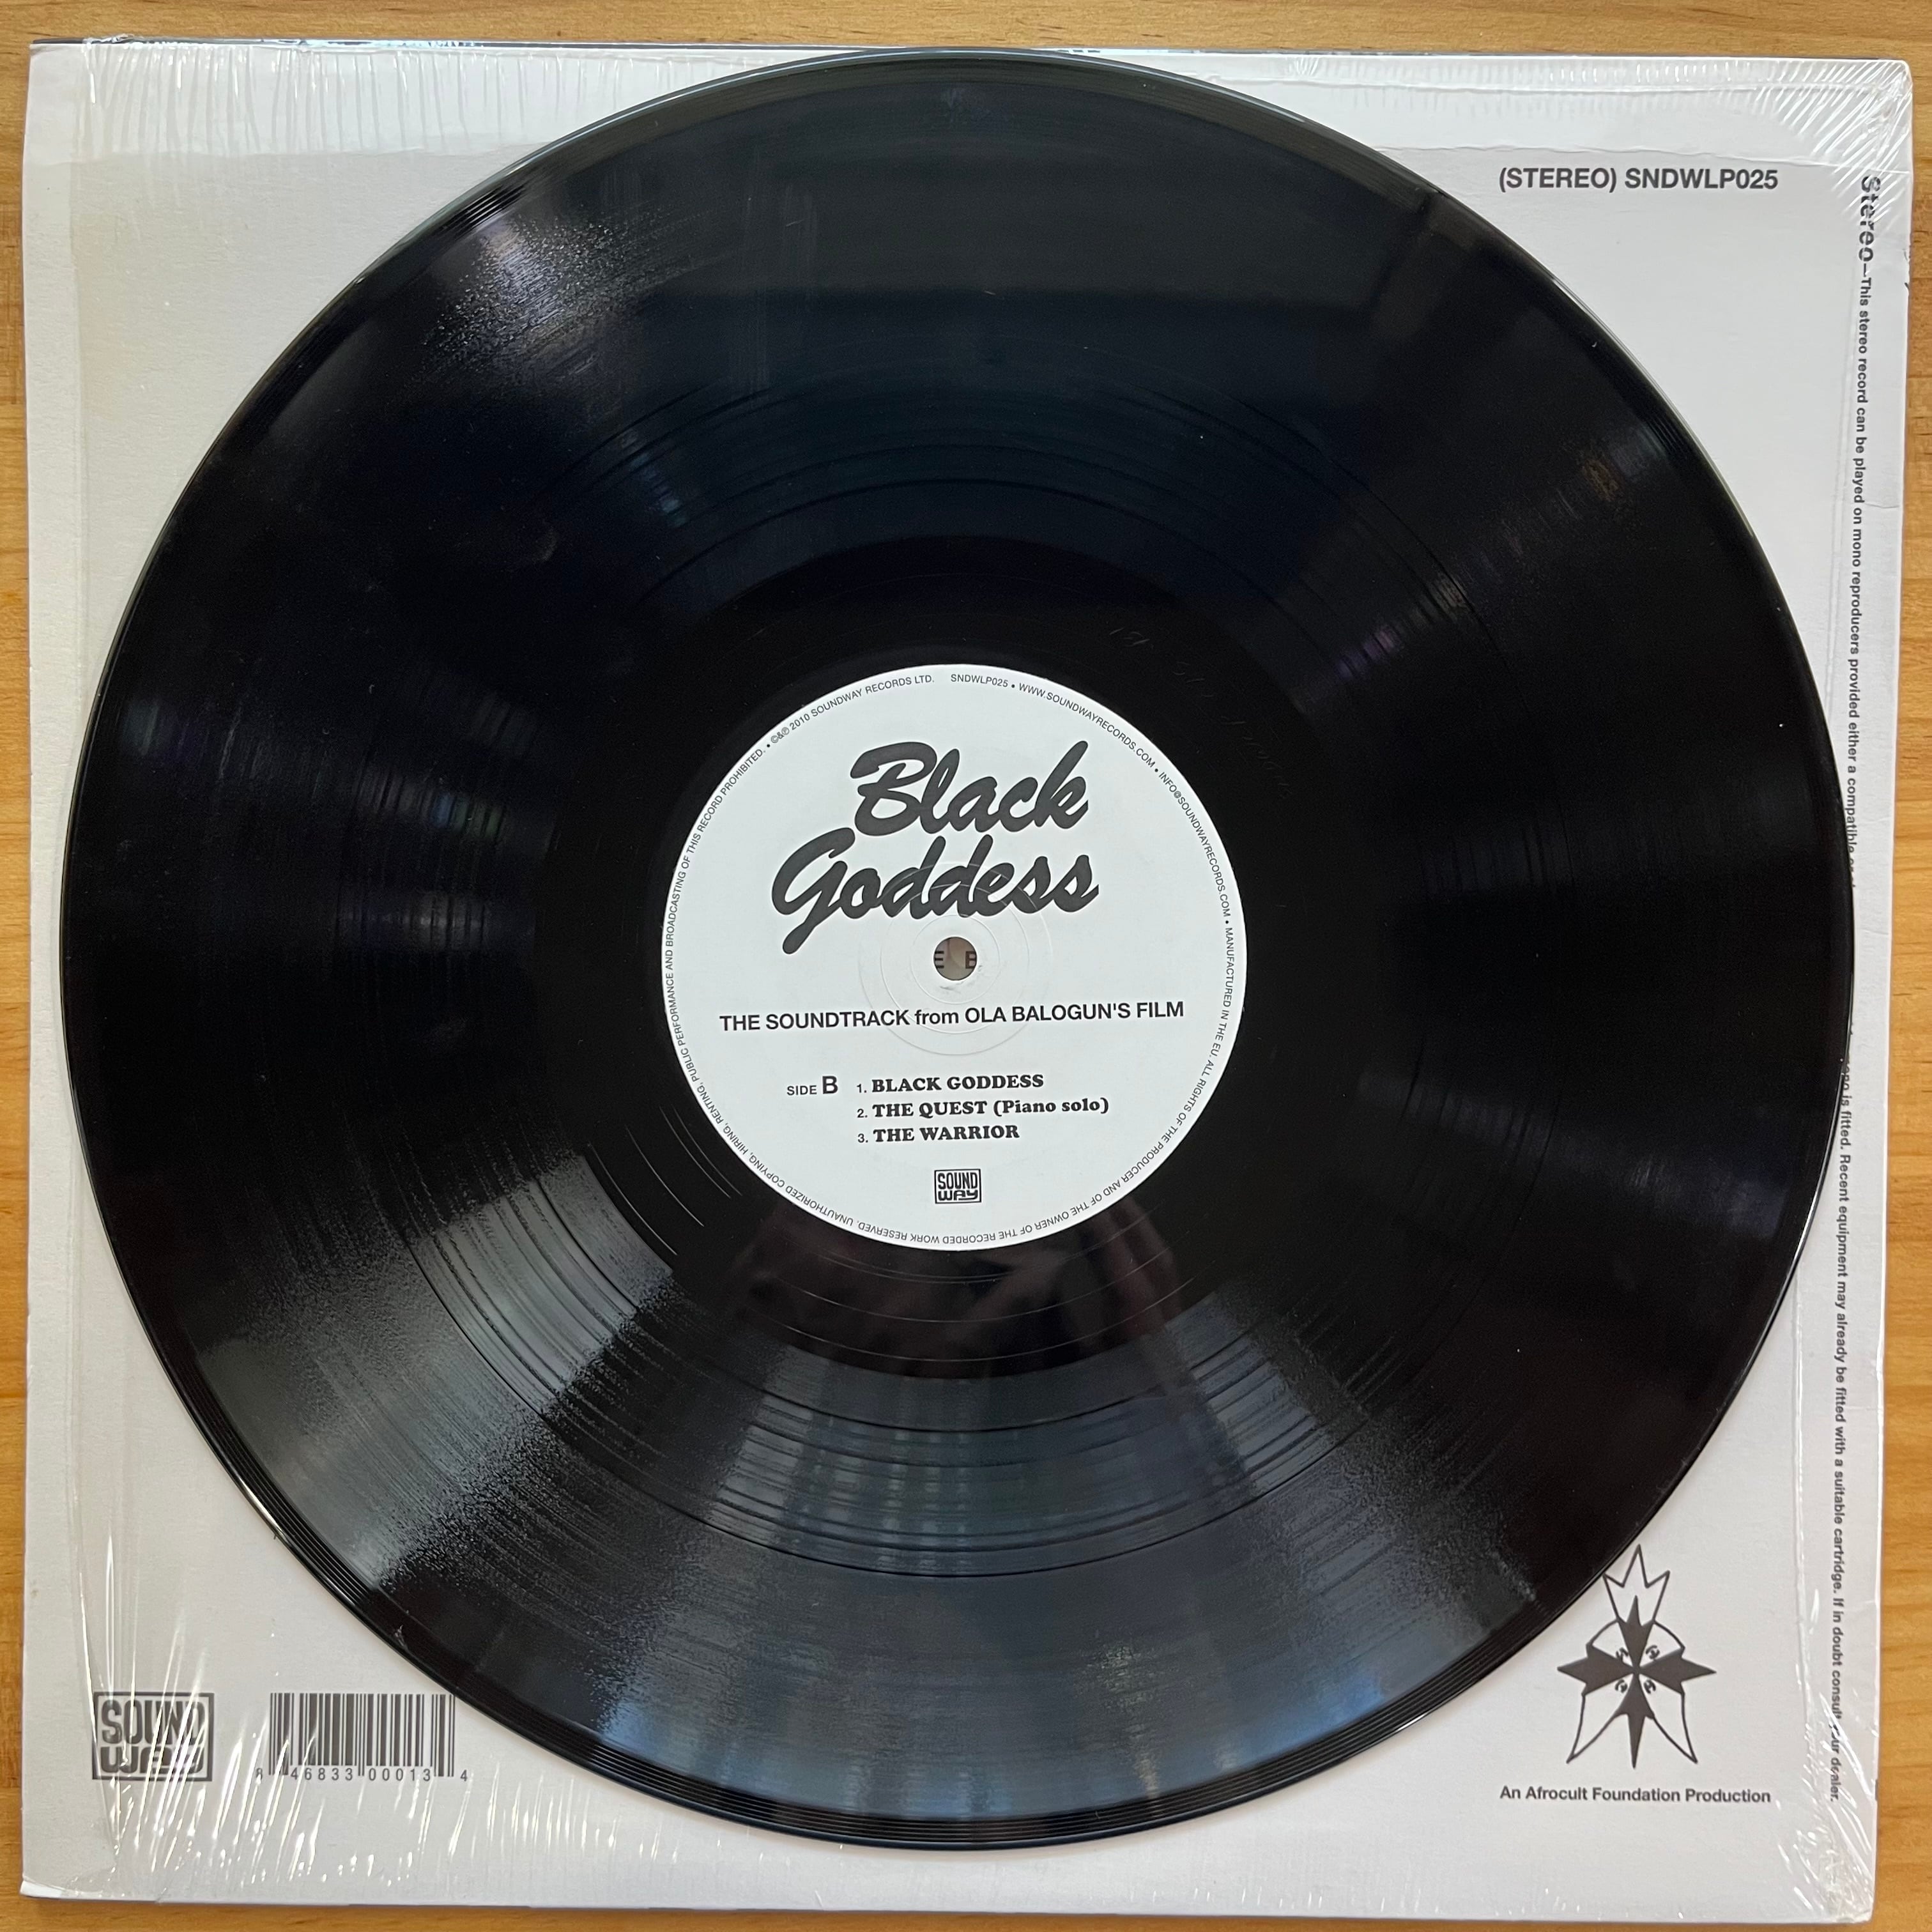 (STEREO) SNDWLP025
Stereo–This stereo record can be played on mono reproducers provided either a compatible
is fitted. Recent equipment may already be fitted with a suitable cartridge. If in doubt consult your dealer.
SNDWLP025 • WWW.SOUNDWAYRECORDS.COM • INFO@SOUNDWAYRECORDS.COM • MANUFACTURED IN THE EU. ALL RIGHTS OF THE PRODUCER AND OF THE OWNER OF THE RECORDED WORK RESERVED. UNAUTHORIZED COPYING, HIRING, RENTING, PUBLIC PERFORMANCE AND BROADCASTING OF THIS RECORD PROHIBITED. • ©&℗ 2010 SOUNDWAY RECORDS LTD.
Black
Goddess
E B
THE SOUNDTRACK from OLA BALOGUN'S FILM
SIDE B 1. BLACK GODDESS
2. THE QUEST (Piano solo)
3. THE WARRIOR
SOUND
WAY
SOUND
WAY
8 46833 00013 4
An Afrocult Foundation Production